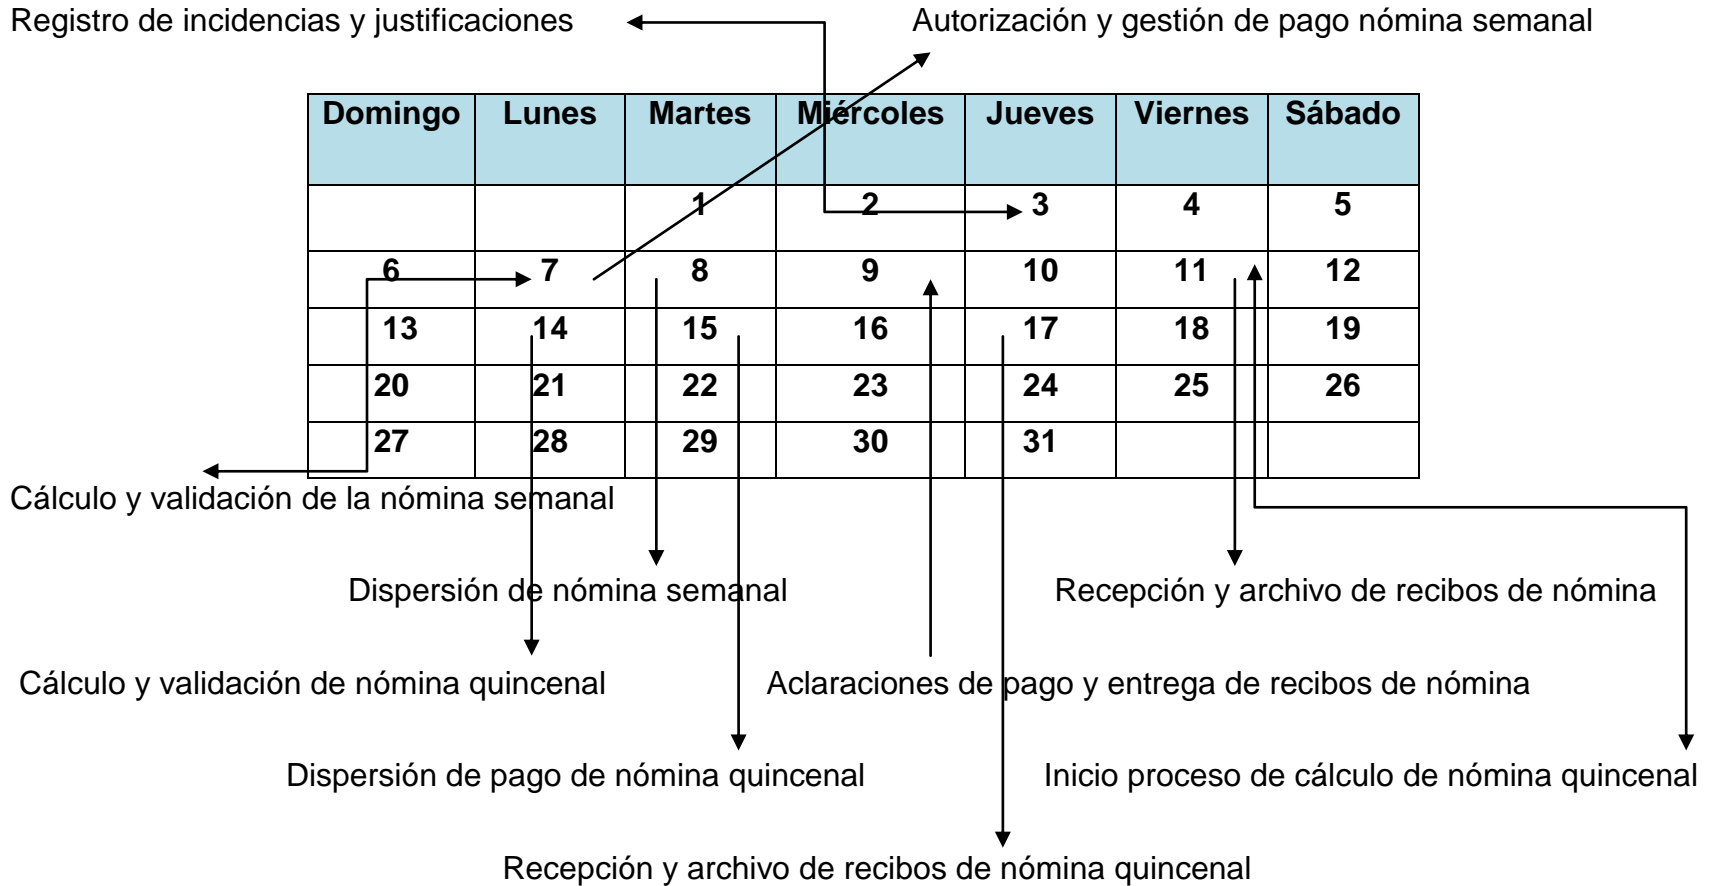 Registro de incidencias y justificaciones
Autorización y gestión de pago nómina semanal
Domingo Lunes Martes Miércoles Jueves Viernes Sábado
1 2 3 4 5
6 7 8 9 10 11 12
13 14 15 16 17 18 19
20 21 22 23 24 25 26
27 28 29 30 31
Cálculo y validación de la nómina semanal
Dispersión de nómina semanal
Recepción y archivo de recibos de nómina
Cálculo y validación de nómina quincenal
Aclaraciones de pago y entrega de recibos de nómina
Dispersión de pago de nómina quincenal
Inicio proceso de cálculo de nómina quincenal
Recepción y archivo de recibos de nómina quincenal